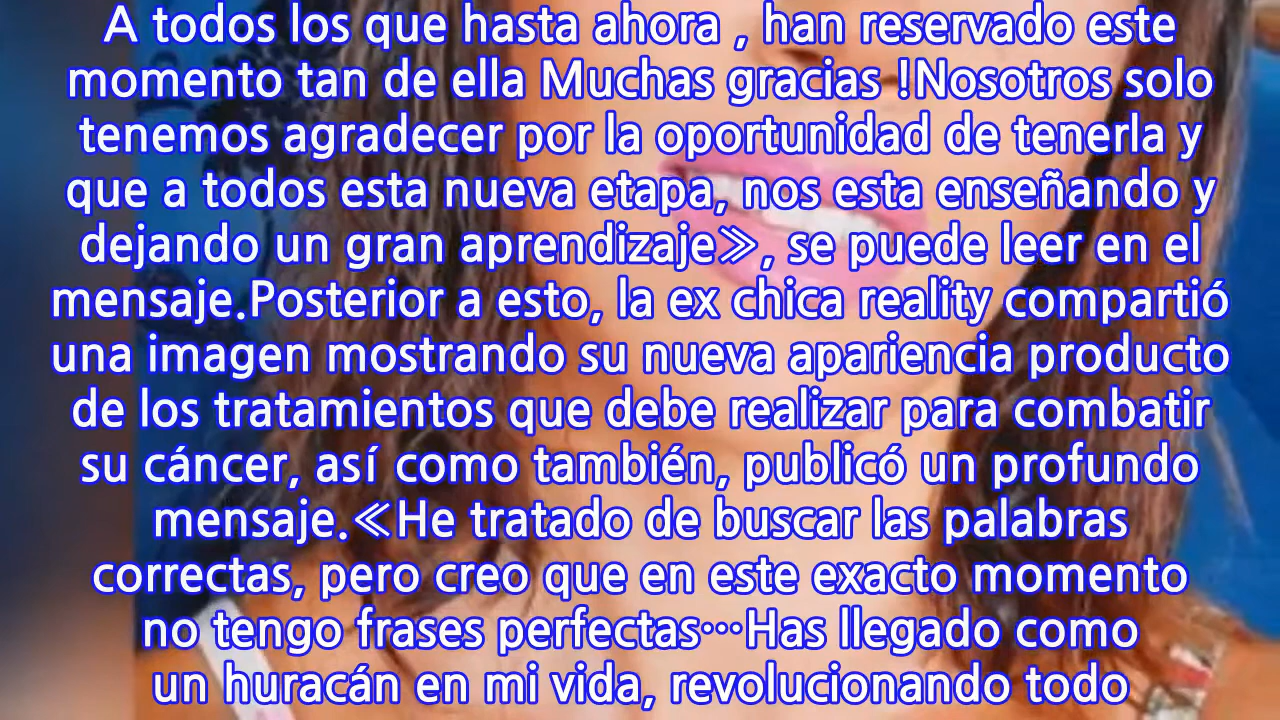 A todos los que hasta ahora , han reservado este
momento tan de ella Muchas gracias !Nosotros solo
tenemos agradecer por la oportunidad de tenerla y
que a todos esta nueva etapa, nos esta enseñando y
dejando un gran aprendizaje≫, se puede leer en el
mensaje.Posterior a esto, la ex chica reality compartió
una imagen mostrando su nueva apariencia producto
de los tratamientos que debe realizar para combatir
su cáncer, así como también, publicó un profundo
mensaje.≪He tratado de buscar las palabras
correctas, pero creo que en este exacto momento
no tengo frases perfectas…Has llegado como
un huracán en mi vida, revolucionando todo